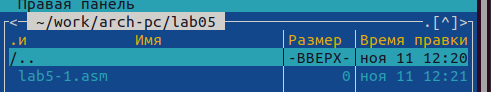 Правая панель
<─ ~/work/arch-pc/lab05 ─.[^]>
.и Имя Размер Время правки
/.. -ВВЕРХ- ноя 11 12:20
lab5-1.asm 0 ноя 11 12:21